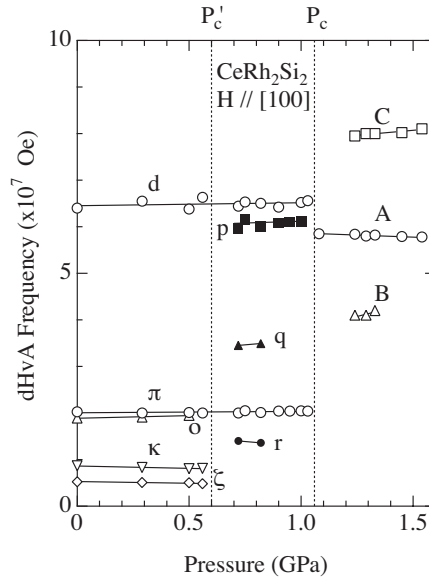 P_c' P_c
CeRh₂Si₂
H // [100]
C
d
p
A
B
q
π
ο
r
κ
ζ
10
5
0
0 0.5 1.0 1.5
dHvA Frequency (x10⁷ Oe)
Pressure (GPa)